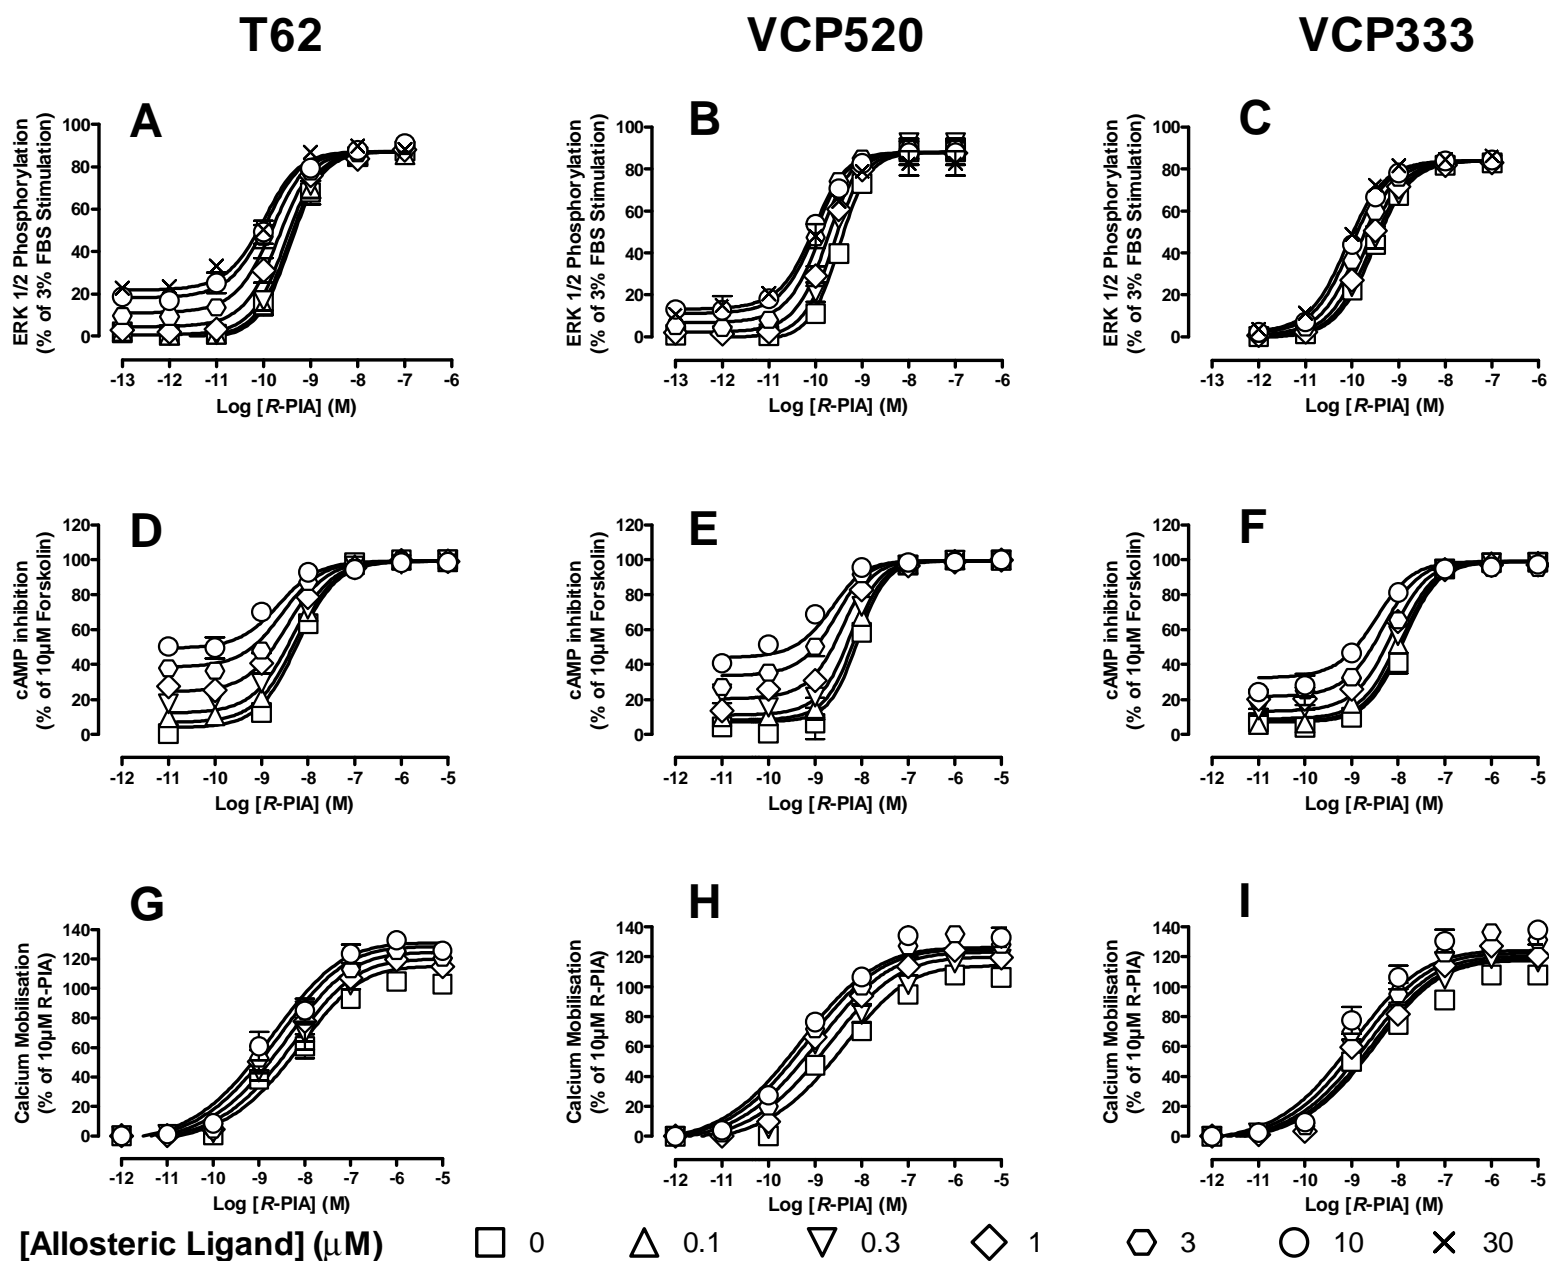 T62 VCP520 VCP333
A B C
ERK 1/2 Phosphorylation
(% of 3% FBS Stimulation)
100
80
60
40
20
0
-13 -12 -11 -10 -9 -8 -7 -6
Log [R-PIA] (M)
ERK 1/2 Phosphorylation
(% of 3% FBS Stimulation)
100
80
60
40
20
0
-13 -12 -11 -10 -9 -8 -7 -6
Log [R-PIA] (M)
ERK 1/2 Phosphorylation
(% of 3% FBS Stimulation)
100
80
60
40
20
0
-13 -12 -11 -10 -9 -8 -7 -6
Log [R-PIA] (M)
D E F
cAMP inhibition
(% of 10µM Forskolin)
120
100
80
60
40
20
0
-12 -11 -10 -9 -8 -7 -6 -5
Log [R-PIA] (M)
cAMP inhibition
(% of 10µM Forskolin)
120
100
80
60
40
20
0
-12 -11 -10 -9 -8 -7 -6 -5
Log [R-PIA] (M)
cAMP inhibition
(% of 10µM Forskolin)
120
100
80
60
40
20
0
-12 -11 -10 -9 -8 -7 -6 -5
Log [R-PIA] (M)
G H I
Calcium Mobilisation
(% of 10µM R-PIA)
140
120
100
80
60
40
20
0
-12 -11 -10 -9 -8 -7 -6 -5
Log [R-PIA] (M)
Calcium Mobilisation
(% of 10µM R-PIA)
140
120
100
80
60
40
20
0
-12 -11 -10 -9 -8 -7 -6 -5
Log [R-PIA] (M)
Calcium Mobilisation
(% of 10µM R-PIA)
140
120
100
80
60
40
20
0
-12 -11 -10 -9 -8 -7 -6 -5
Log [R-PIA] (M)
[Allosteric Ligand] (µM) 0 0.1 0.3 1 3 10 30